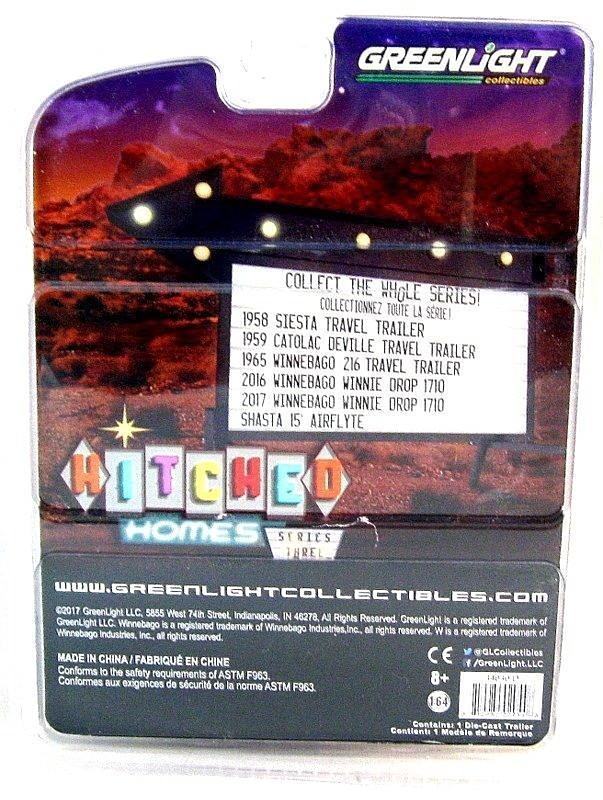 GREENLIGHT
collectibles
COLLECT THE WHOLE SERIES!
COLLECTIONNEZ TOUTE LA SÉRIE!
1958 SIESTA TRAVEL TRAILER
1959 CATOLAC DEVILLE TRAVEL TRAILER
1965 WINNEBAGO 216 TRAVEL TRAILER
2016 WINNEBAGO WINNIE DROP 1710
2017 WINNEBAGO WINNIE DROP 1710
SHASTA 15' AIRFLYTE
HITCHED
HOMES
SERIES
THREE
WWW.GREENLIGHTCOLLECTIBLES.COM
©2017 GreenLight LLC, 5855 West 74th Street, Indianapolis, IN 46278, All Rights Reserved. GreenLight is a registered trademark of
GreenLight LLC. Winnebago is a registered trademark of Winnebago Industries,Inc., all rights reserved. W is a registered trademark of
Winnebago Industries, Inc., all rights reserved.
MADE IN CHINA / FABRIQUÉ EN CHINE
Conforms to the safety requirements of ASTM F963.
Conformes aux exigences de sécurité de la norme ASTM F963.
CE
@GLCollectibles
/GreenLight.LLC
8+
1:64
Contains: 1 Die-Cast Trailer
Contient: 1 Modèle de Remorque